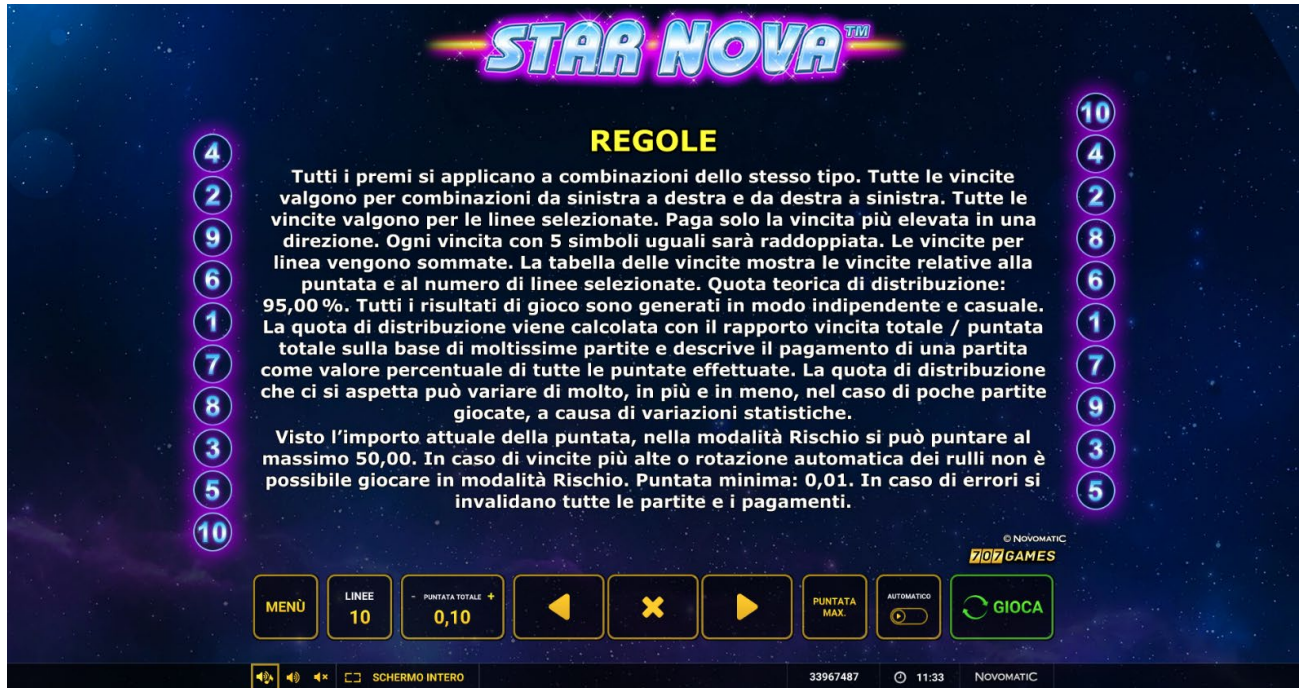 STAR NOVA™
REGOLE
Tutti i premi si applicano a combinazioni dello stesso tipo. Tutte le vincite
valgono per combinazioni da sinistra a destra e da destra a sinistra. Tutte le
vincite valgono per le linee selezionate. Paga solo la vincita più elevata in una
direzione. Ogni vincita con 5 simboli uguali sarà raddoppiata. Le vincite per
linea vengono sommate. La tabella delle vincite mostra le vincite relative alla
puntata e al numero di linee selezionate. Quota teorica di distribuzione:
95,00 %. Tutti i risultati di gioco sono generati in modo indipendente e casuale.
La quota di distribuzione viene calcolata con il rapporto vincita totale / puntata
totale sulla base di moltissime partite e descrive il pagamento di una partita
come valore percentuale di tutte le puntate effettuate. La quota di distribuzione
che ci si aspetta può variare di molto, in più e in meno, nel caso di poche partite
giocate, a causa di variazioni statistiche.
Visto l’importo attuale della puntata, nella modalità Rischio si può puntare al
massimo 50,00. In caso di vincite più alte o rotazione automatica dei rulli non è
possibile giocare in modalità Rischio. Puntata minima: 0,01. In caso di errori si
invalidano tutte le partite e i pagamenti.
4
2
9
6
1
7
8
3
5
10
10
4
2
8
6
1
7
9
3
5
© NOVOMATIC
707 GAMES
MENÙ
LINEE
10
- PUNTATA TOTALE +
0,10
PUNTATA
MAX.
AUTOMATICO
GIOCA
SCHERMO INTERO
33967487
11:33
NOVOMATIC